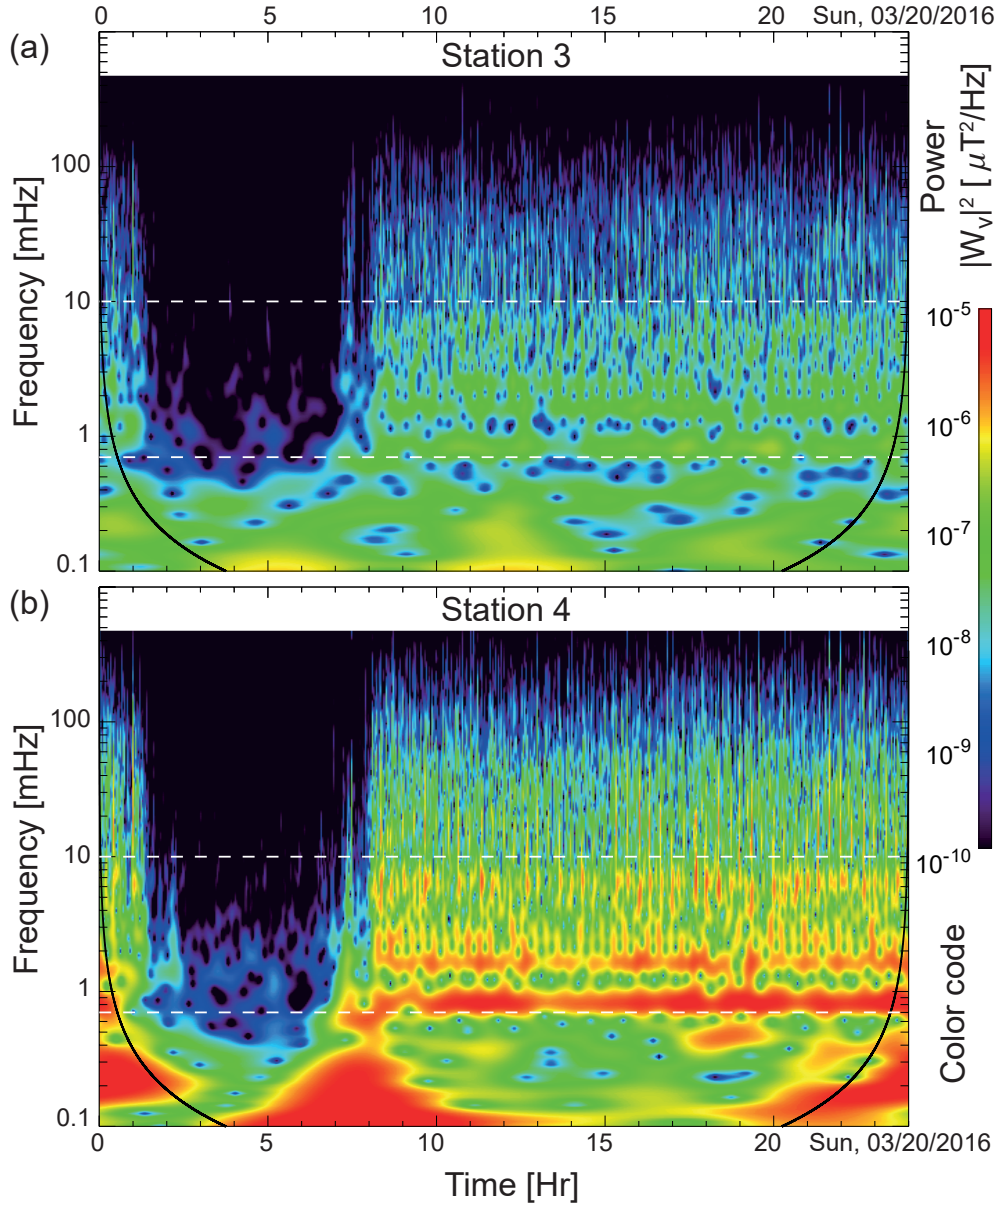 0 5 10 15 20 Sun, 03/20/2016
(a)
Station 3
100
10
1
0.1
Frequency [mHz]
Power
|Wᵥ|² [ μT²/Hz]
10⁻⁵
10⁻⁶
10⁻⁷
10⁻⁸
10⁻⁹
10⁻¹⁰
Color code
(b)
Station 4
100
10
1
0.1
Frequency [mHz]
0 5 10 15 20 Sun, 03/20/2016
Time [Hr]